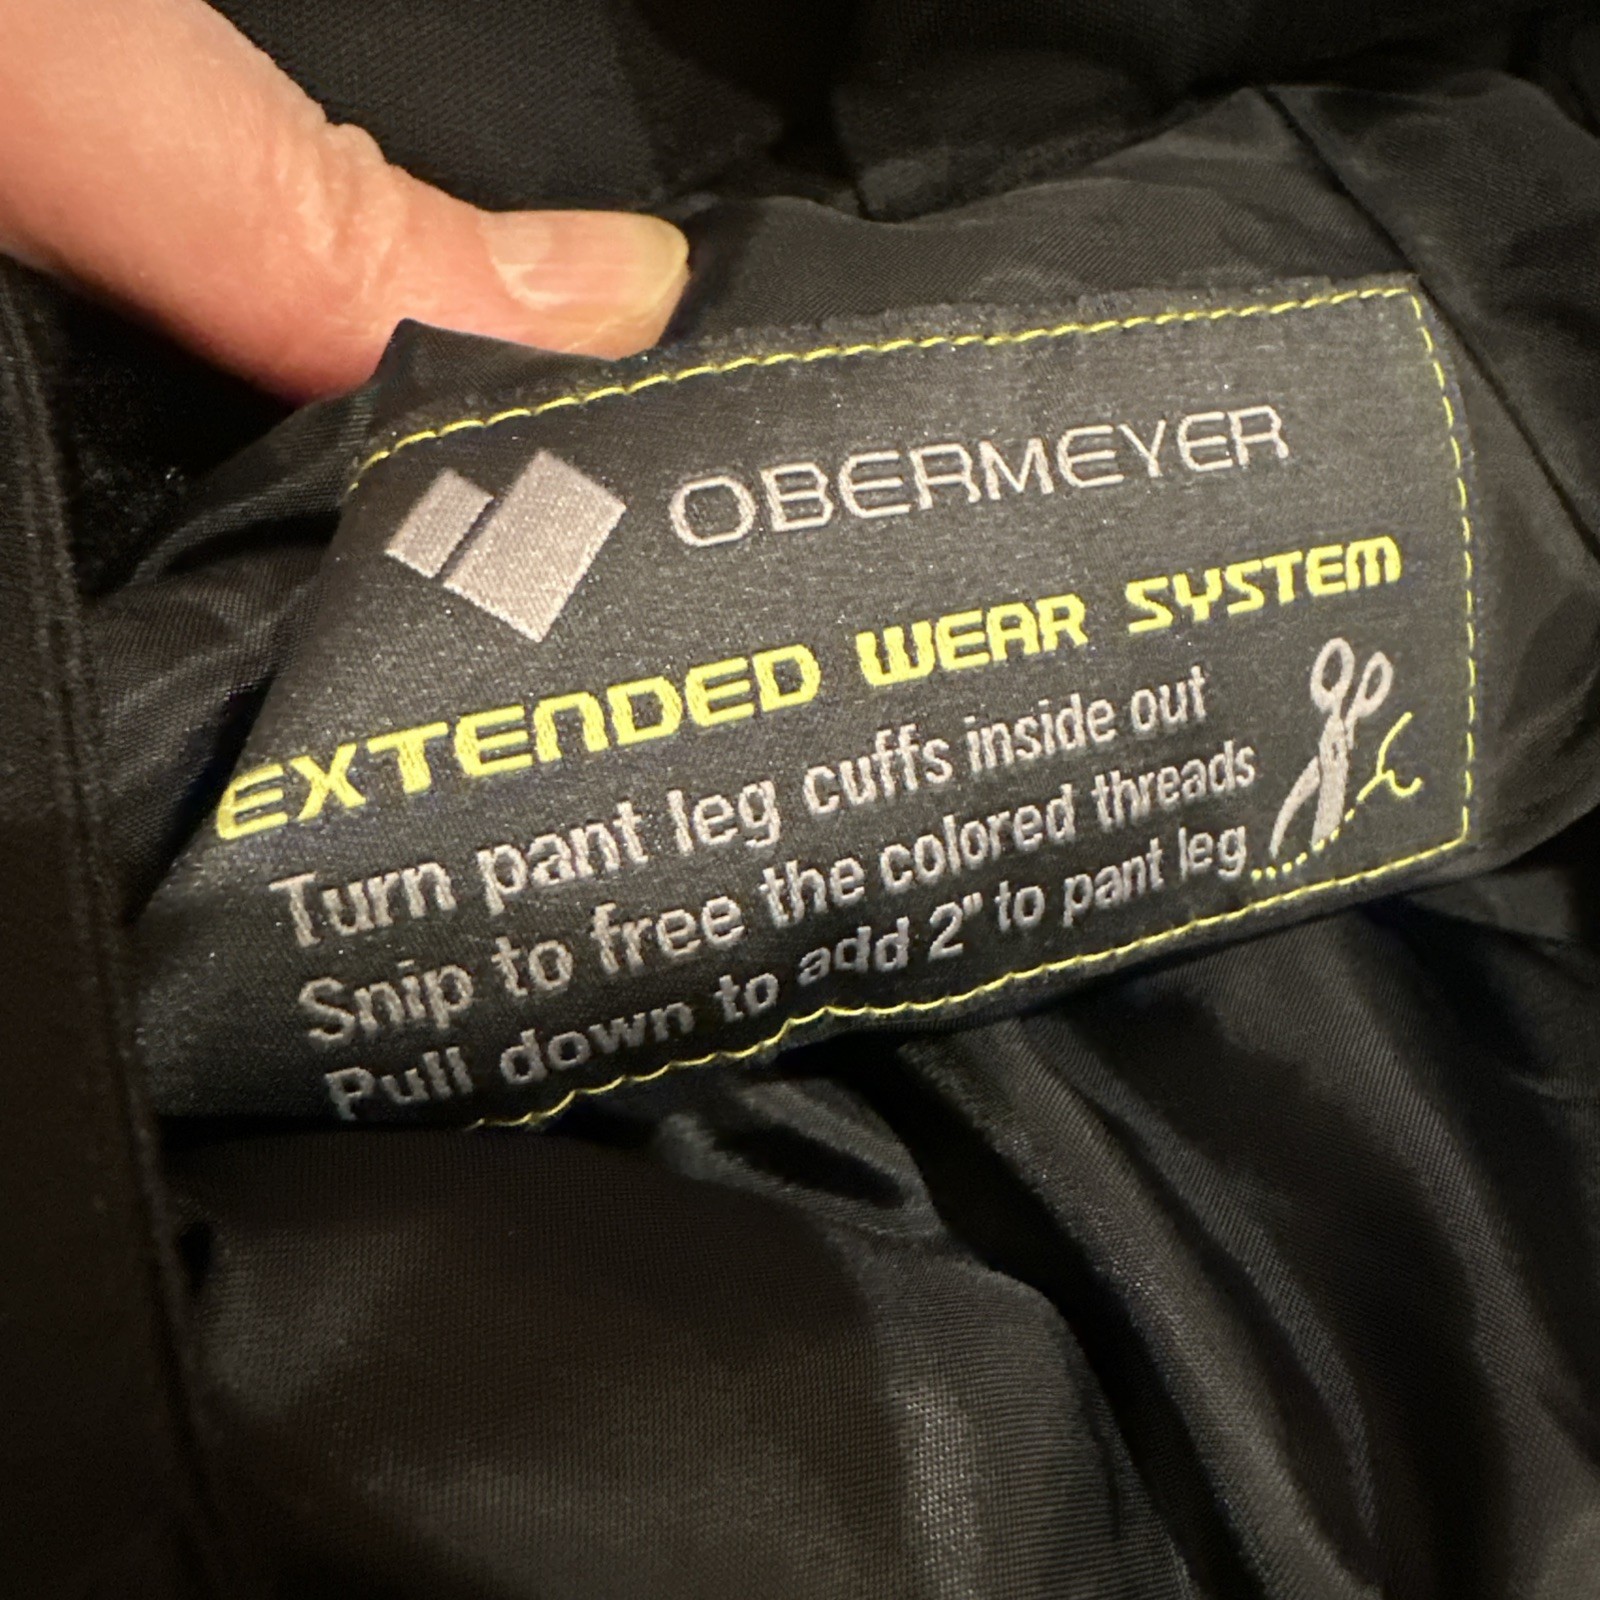 OBERMEYER
EXTENDED WEAR SYSTEM
Turn pant leg cuffs inside out
Snip to free the colored threads
Pull down to add 2" to pant leg